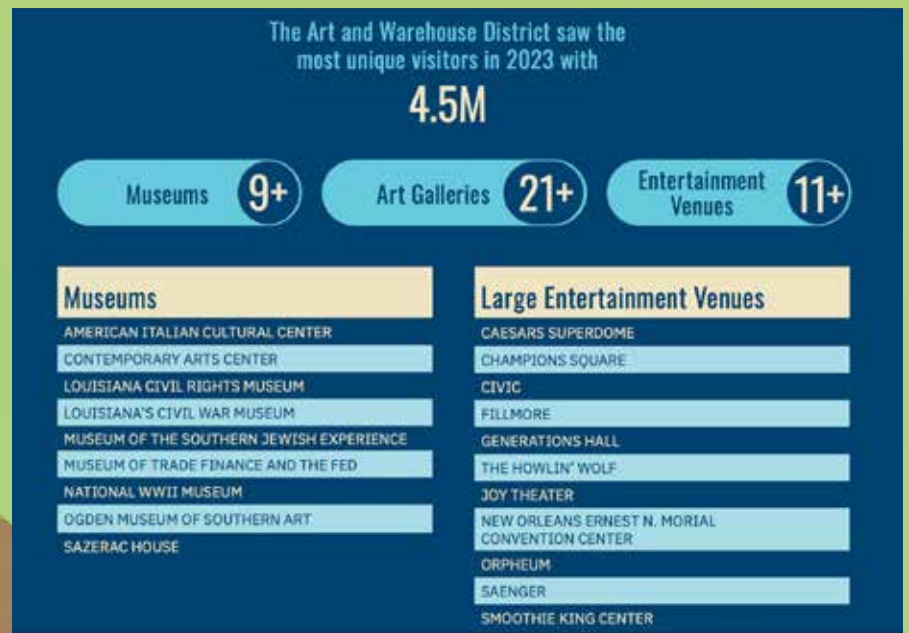 The Art and Warehouse District saw the
most unique visitors in 2023 with
4.5M
Museums 9+
Art Galleries 21+
Entertainment
Venues 11+
Museums
AMERICAN ITALIAN CULTURAL CENTER
CONTEMPORARY ARTS CENTER
LOUISIANA CIVIL RIGHTS MUSEUM
LOUISIANA'S CIVIL WAR MUSEUM
MUSEUM OF THE SOUTHERN JEWISH EXPERIENCE
MUSEUM OF TRADE FINANCE AND THE FED
NATIONAL WWII MUSEUM
OGDEN MUSEUM OF SOUTHERN ART
SAZERAC HOUSE
Large Entertainment Venues
CAESARS SUPERDOME
CHAMPIONS SQUARE
CIVIC
FILLMORE
GENERATIONS HALL
THE HOWLIN' WOLF
JOY THEATER
NEW ORLEANS ERNEST N. MORIAL
CONVENTION CENTER
ORPHEUM
SAENGER
SMOOTHIE KING CENTER